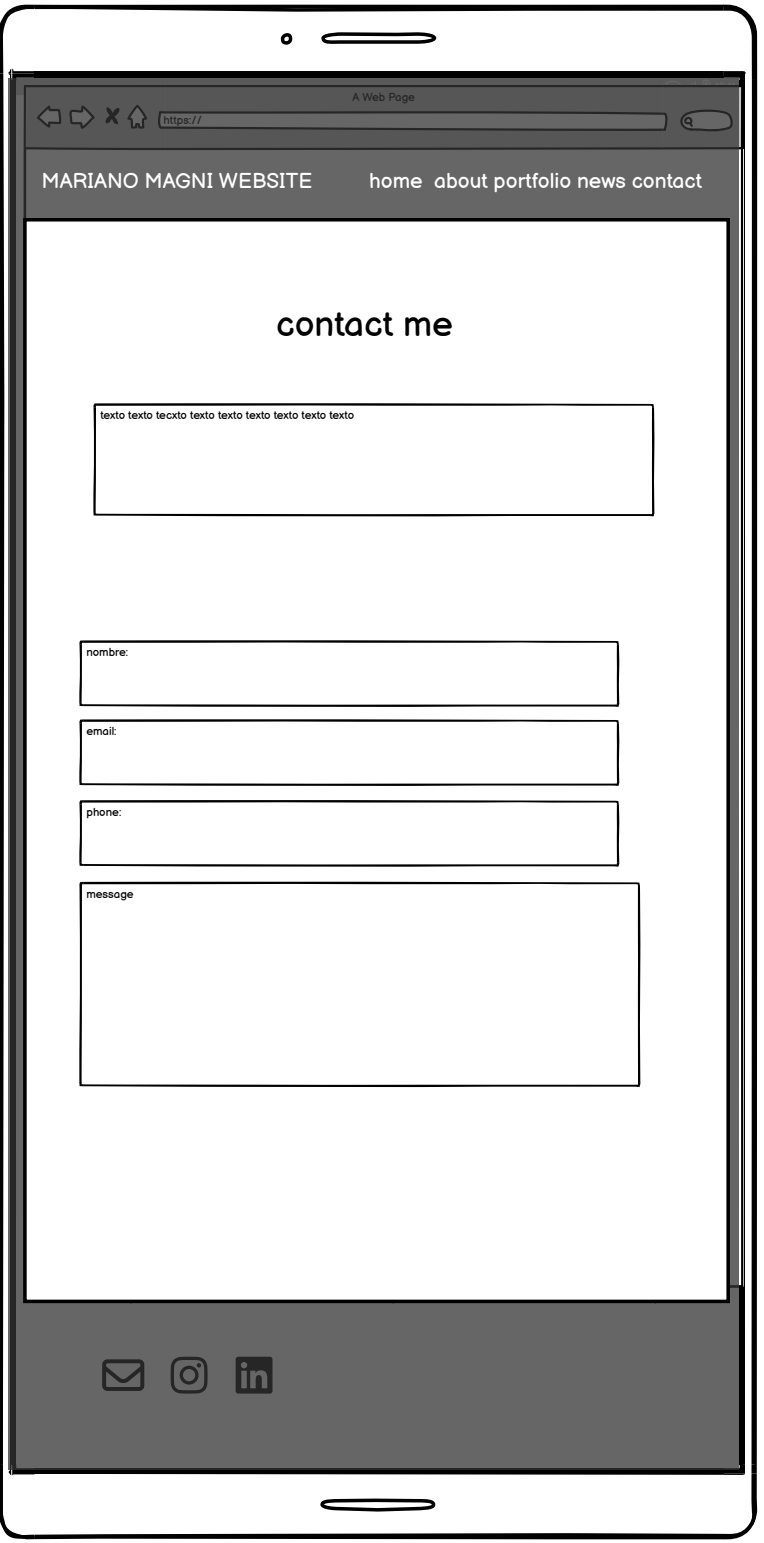 A Web Page
https://
MARIANO MAGNI WEBSITE home about portfolio news contact
contact me
texto texto tecxto texto texto texto texto texto texto
nombre:
email:
phone:
message
in